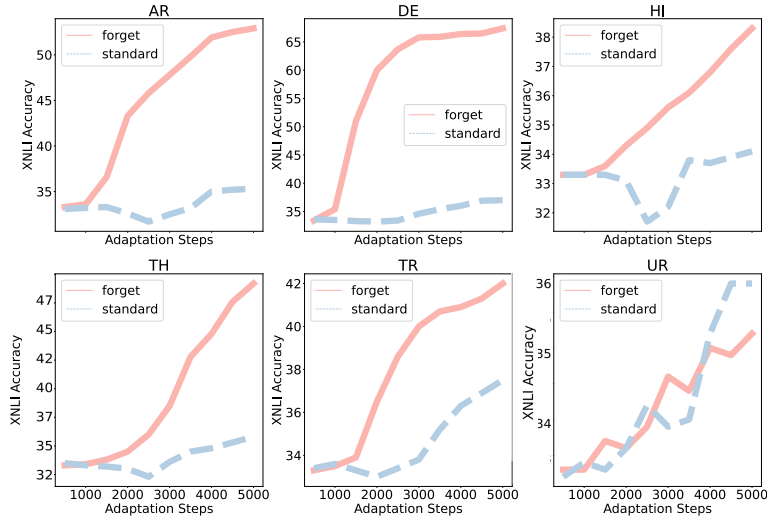 AR
XNLI Accuracy
50
45
40
35
30
forget
standard
Adaptation Steps
DE
XNLI Accuracy
65
60
55
50
45
40
35
forget
standard
Adaptation Steps
HI
XNLI Accuracy
38
37
36
35
34
33
32
forget
standard
Adaptation Steps
TH
XNLI Accuracy
47
45
42
40
37
35
32
forget
standard
1000 2000 3000 4000 5000
Adaptation Steps
TR
XNLI Accuracy
42
40
38
36
34
forget
standard
1000 2000 3000 4000 5000
Adaptation Steps
UR
XNLI Accuracy
36
35
34
forget
standard
1000 2000 3000 4000 5000
Adaptation Steps